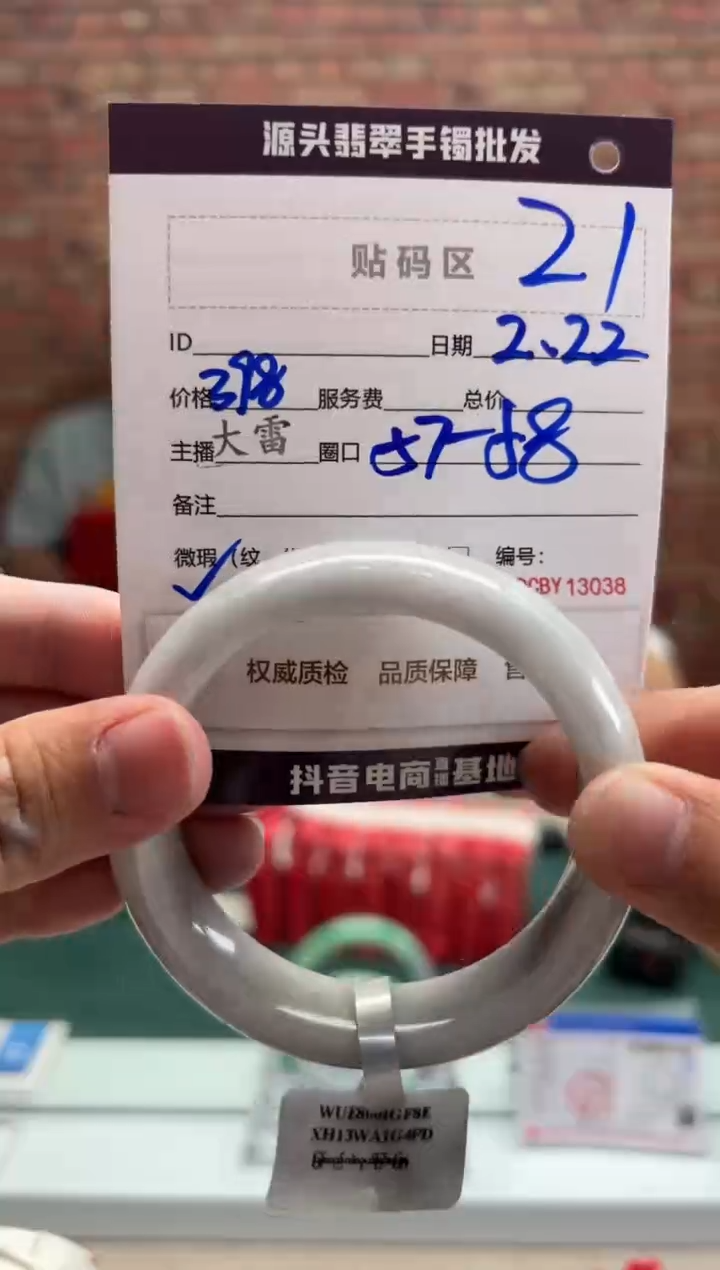 源头翡翠手镯批发
贴码区 21
ID 日期 2.22
价格 398 服务费 总价
主播 大雷 圈口 57-58
备注
微瑕 (纹 编号:
CBY 13038
权威质检 品质保障
抖音电商 基地